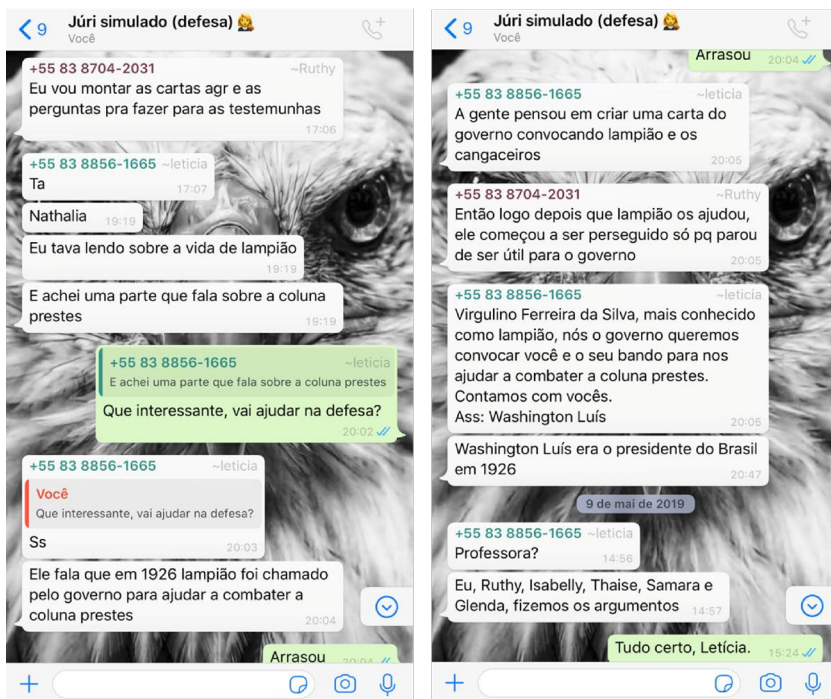 9
Júri simulado (defesa)
Você
+55 83 8704-2031 ~Ruthy
Eu vou montar as cartas agr e as
perguntas pra fazer para as testemunhas
17:06
+55 83 8856-1665 ~leticia
Ta
17:07
Nathalia 19:19
Eu tava lendo sobre a vida de lampião
19:19
E achei uma parte que fala sobre a coluna
prestes
19:19
+55 83 8856-1665 ~leticia
E achei uma parte que fala sobre a coluna prestes
Que interessante, vai ajudar na defesa?
20:02
+55 83 8856-1665 ~leticia
Você
Que interessante, vai ajudar na defesa?
Ss
20:03
Ele fala que em 1926 lampião foi chamado
pelo governo para ajudar a combater a
coluna prestes
20:04
Arrasou 20:04
9
Júri simulado (defesa)
Você
Arrasou 20:04
+55 83 8856-1665 ~leticia
A gente pensou em criar uma carta do
governo convocando lampião e os
cangaceiros
20:05
+55 83 8704-2031 ~Ruthy
Então logo depois que lampião os ajudou,
ele começou a ser perseguido só pq parou
de ser útil para o governo
20:05
+55 83 8856-1665 ~leticia
Virgulino Ferreira da Silva, mais conhecido
como lampião, nós o governo queremos
convocar você e o seu bando para nos
ajudar a combater a coluna prestes.
Contamos com vocês.
Ass: Washington Luís
20:05
Washington Luís era o presidente do Brasil
em 1926
20:47
9 de mai de 2019
+55 83 8856-1665 ~leticia
Professora?
14:56
Eu, Ruthy, Isabelly, Thaise, Samara e
Glenda, fizemos os argumentos 14:57
Tudo certo, Letícia. 15:24